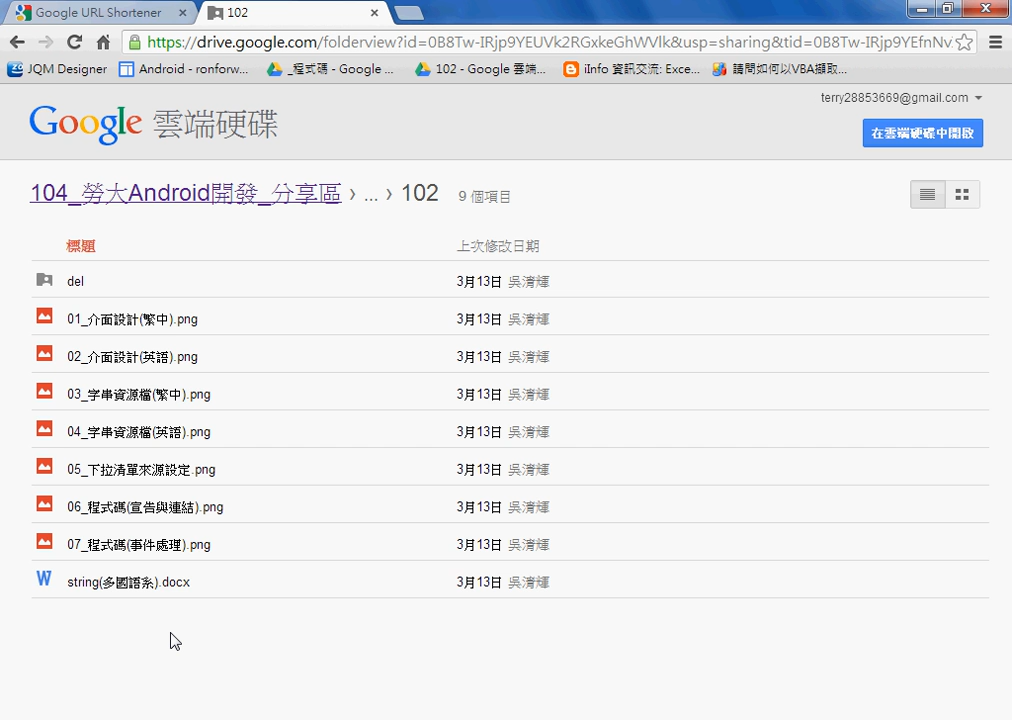 Google URL Shortener
102
https://drive.google.com/folderview?id=0B8Tw-IRjp9YEUVk2RGxkeGhWVlk&usp=sharing&tid=0B8Tw-IRjp9YEfnNv
JQM Designer
Android - ronforw...
_程式碼 - Google ...
102 - Google 雲端...
iInfo 資訊交流: Exce...
請問如何以VBA擷取...
terry28853669@gmail.com
Google 雲端硬碟
在雲端硬碟中開啟
104_勞大Android開發_分享區 › ... › 102 9 個項目
標題 上次修改日期
del 3月13日 吳清輝
01_介面設計(繁中).png 3月13日 吳清輝
02_介面設計(英語).png 3月13日 吳清輝
03_字串資源檔(繁中).png 3月13日 吳清輝
04_字串資源檔(英語).png 3月13日 吳清輝
05_下拉清單來源設定.png 3月13日 吳清輝
06_程式碼(宣告與連結).png 3月13日 吳清輝
07_程式碼(事件處理).png 3月13日 吳清輝
string(多國語系).docx 3月13日 吳清輝